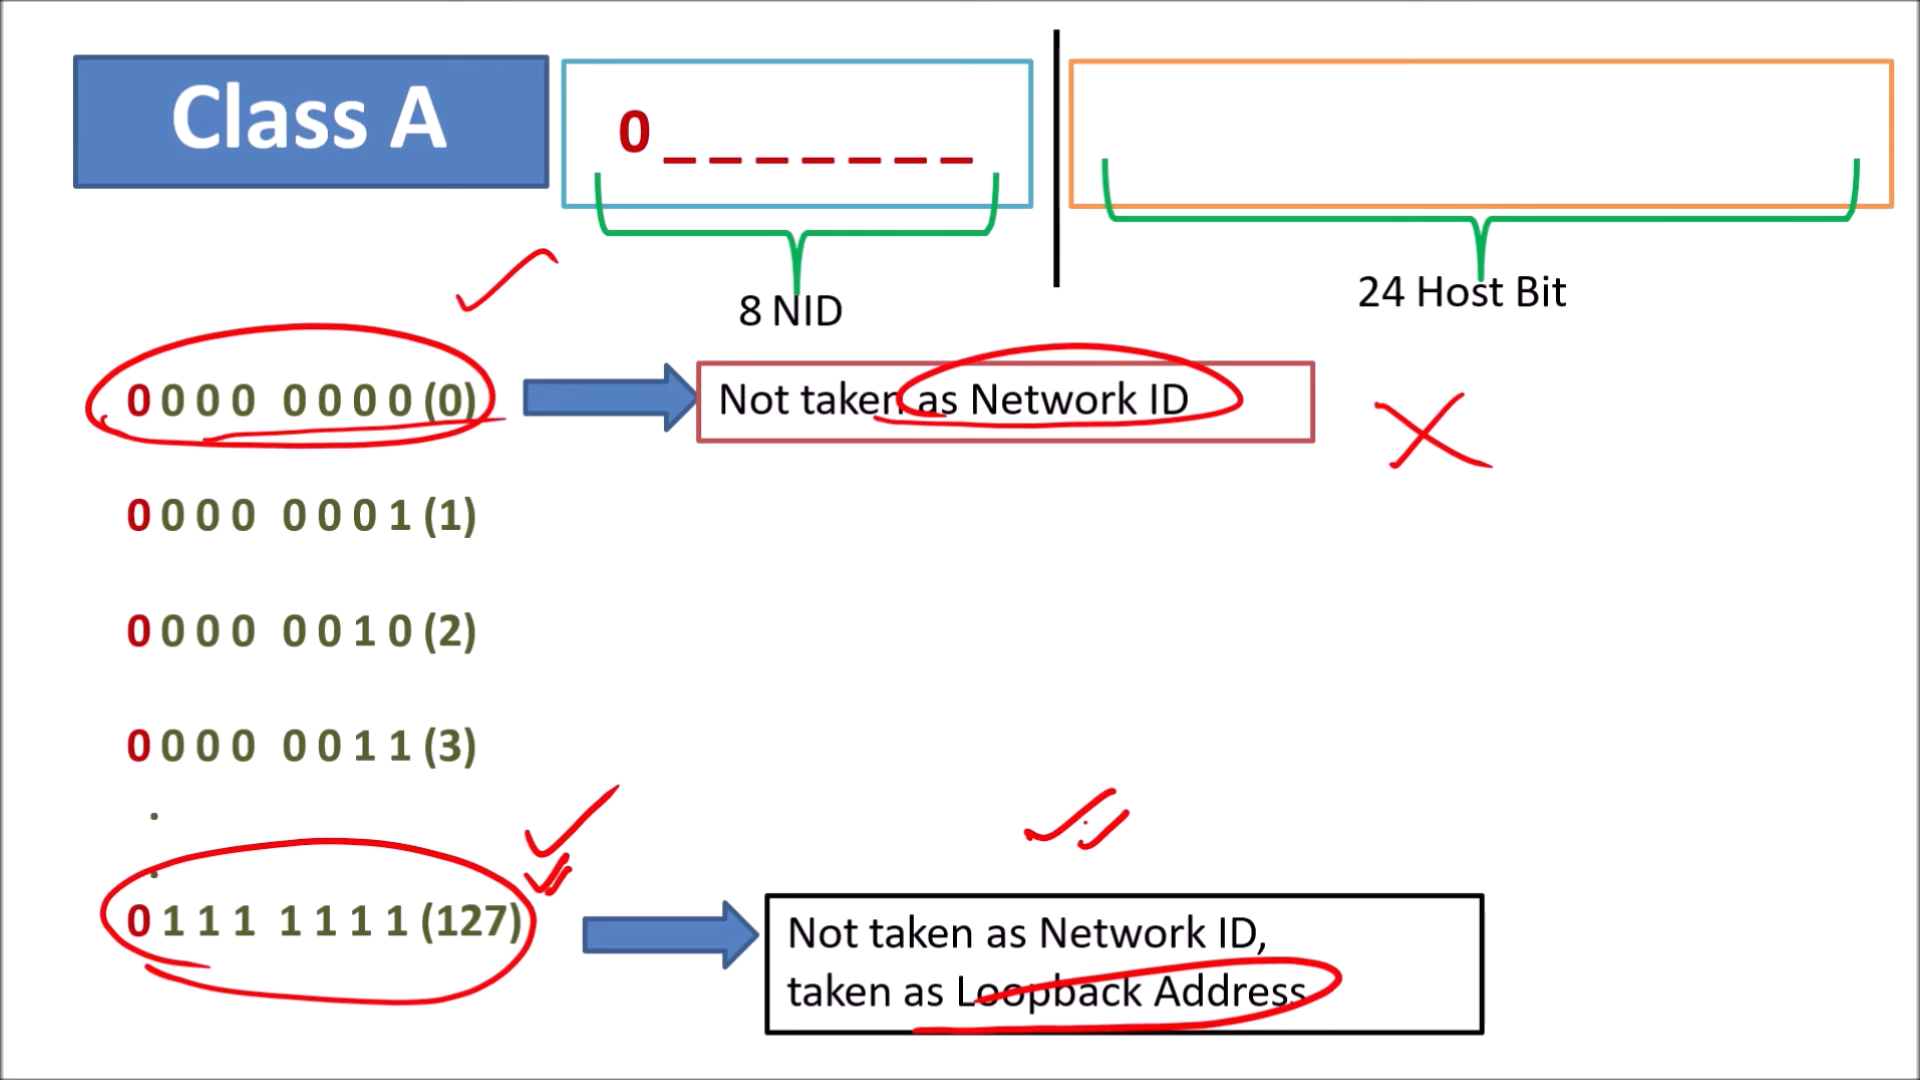 Class A
0 _ _ _ _ _ _ _
8 NID
24 Host Bit
0 0 0 0 0 0 0 0 (0)
Not taken as Network ID
0 0 0 0 0 0 0 1 (1)
0 0 0 0 0 0 1 0 (2)
0 0 0 0 0 0 1 1 (3)
.
.
0 1 1 1 1 1 1 1 (127)
Not taken as Network ID,
taken as Loopback Address